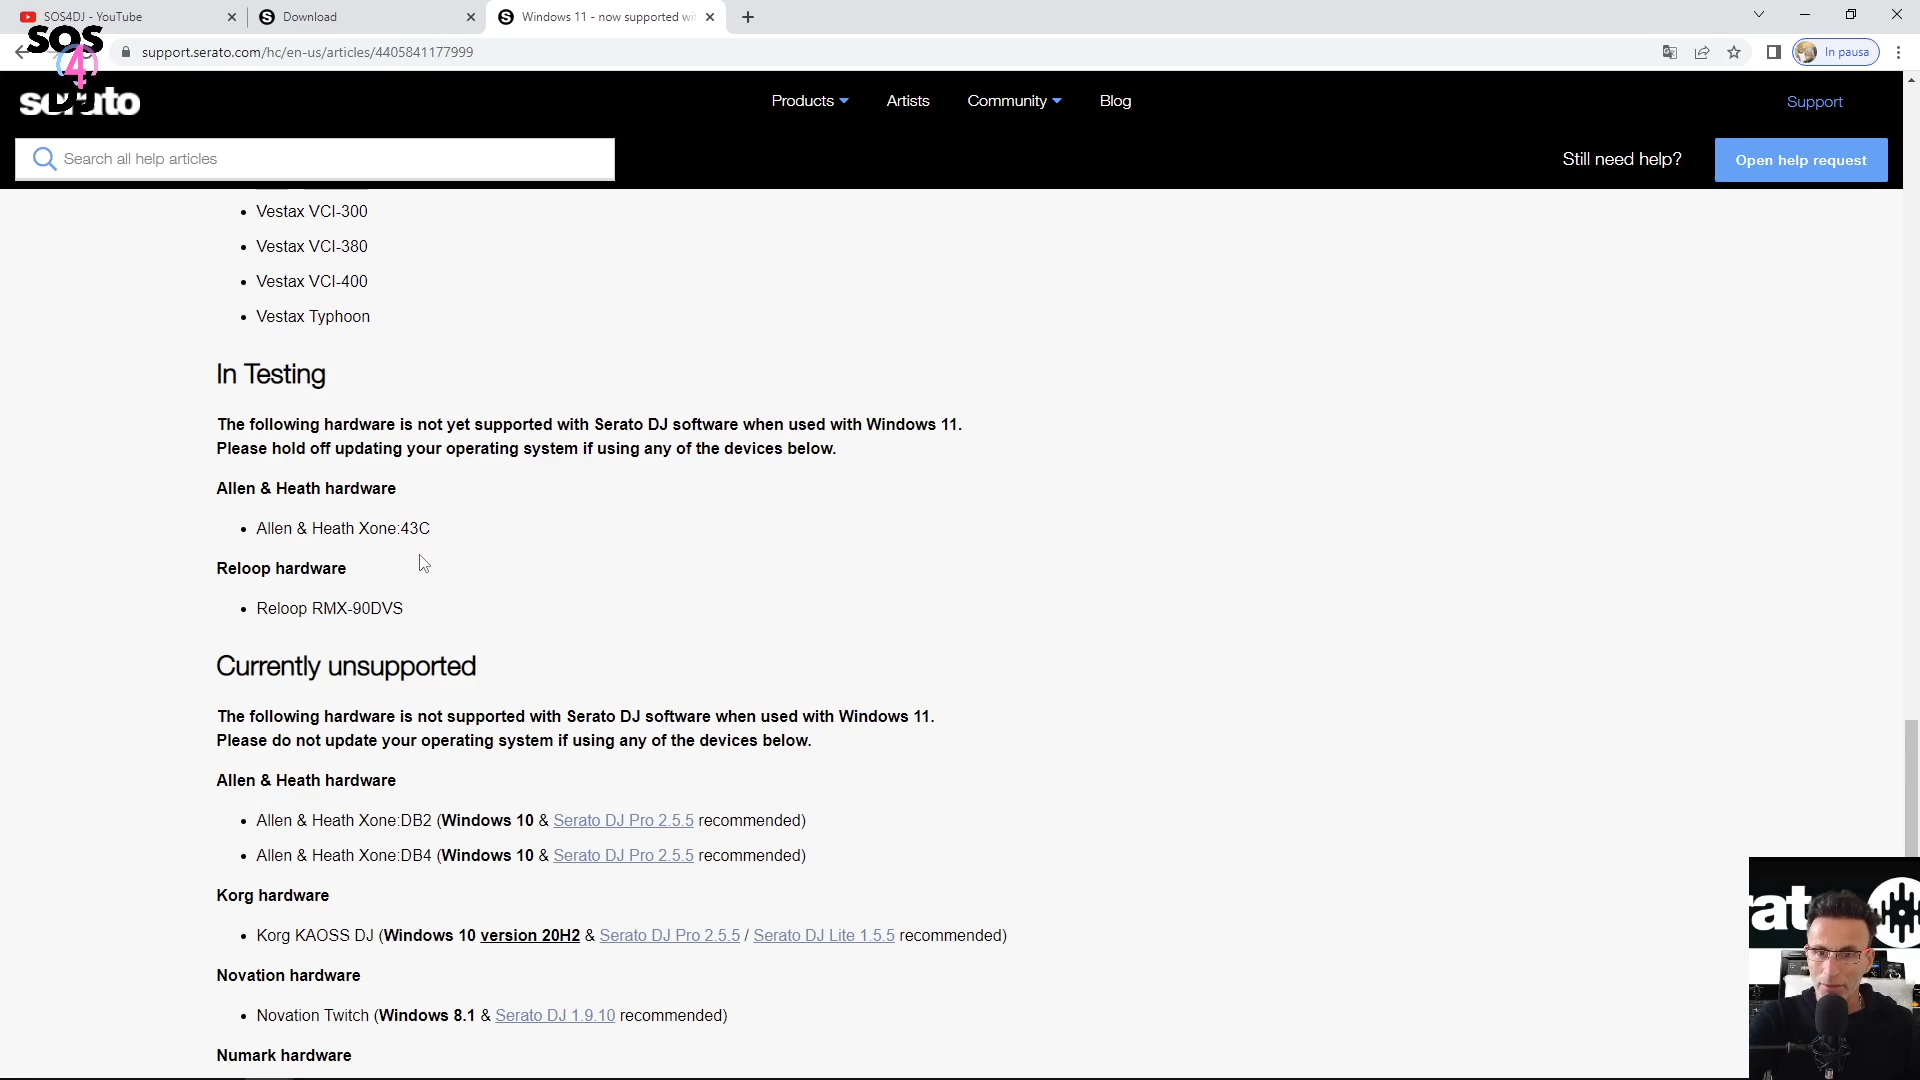 SOS4DJ - YouTube
Download
Windows 11 - now supported wi
support.serato.com/hc/en-us/articles/4405841177999
In pausa
SOS
4
DJ
serato
Products
Artists
Community
Blog
Support
Search all help articles
Still need help?
Open help request
• Vestax VCI-300
• Vestax VCI-380
• Vestax VCI-400
• Vestax Typhoon
In Testing
The following hardware is not yet supported with Serato DJ software when used with Windows 11.
Please hold off updating your operating system if using any of the devices below.
Allen & Heath hardware
• Allen & Heath Xone:43C
Reloop hardware
• Reloop RMX-90DVS
Currently unsupported
The following hardware is not supported with Serato DJ software when used with Windows 11.
Please do not update your operating system if using any of the devices below.
Allen & Heath hardware
• Allen & Heath Xone:DB2 (Windows 10 & Serato DJ Pro 2.5.5 recommended)
• Allen & Heath Xone:DB4 (Windows 10 & Serato DJ Pro 2.5.5 recommended)
Korg hardware
• Korg KAOSS DJ (Windows 10 version 20H2 & Serato DJ Pro 2.5.5 / Serato DJ Lite 1.5.5 recommended)
Novation hardware
• Novation Twitch (Windows 8.1 & Serato DJ 1.9.10 recommended)
Numark hardware
rat